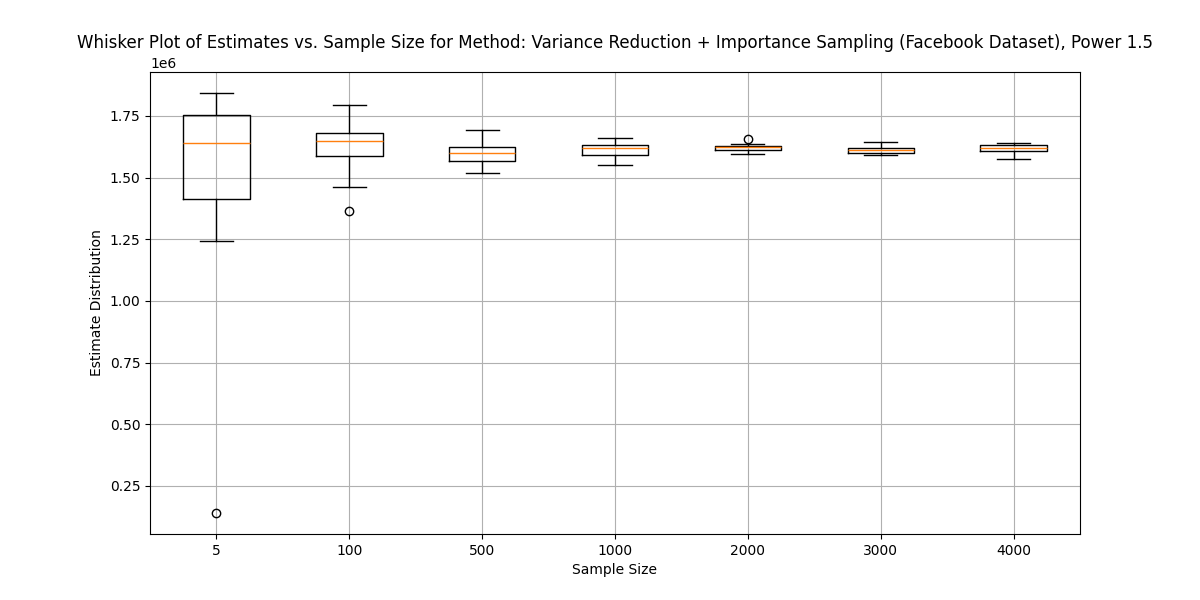 Whisker Plot of Estimates vs. Sample Size for Method: Variance Reduction + Importance Sampling (Facebook Dataset), Power 1.5
1e6
1.75
1.50
1.25
1.00
0.75
0.50
0.25
Estimate Distribution
5 100 500 1000 2000 3000 4000
Sample Size